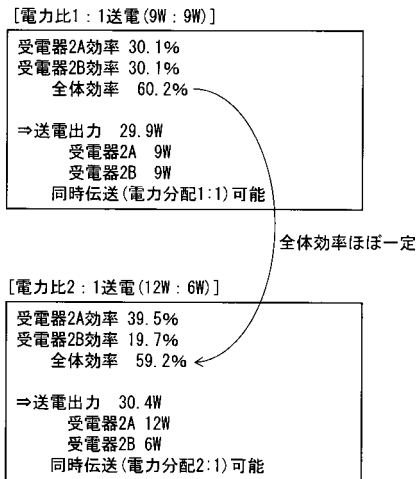 [電力比1：1送電(9W：9W)]
受電器2A効率 30.1%
受電器2B効率 30.1%
全体効率 60.2%
⇒送電出力 29.9W
受電器2A 9W
受電器2B 9W
同時伝送(電力分配1:1)可能
全体効率ほぼ一定
[電力比2：1送電(12W：6W)]
受電器2A効率 39.5%
受電器2B効率 19.7%
全体効率 59.2%
⇒送電出力 30.4W
受電器2A 12W
受電器2B 6W
同時伝送(電力分配2:1)可能